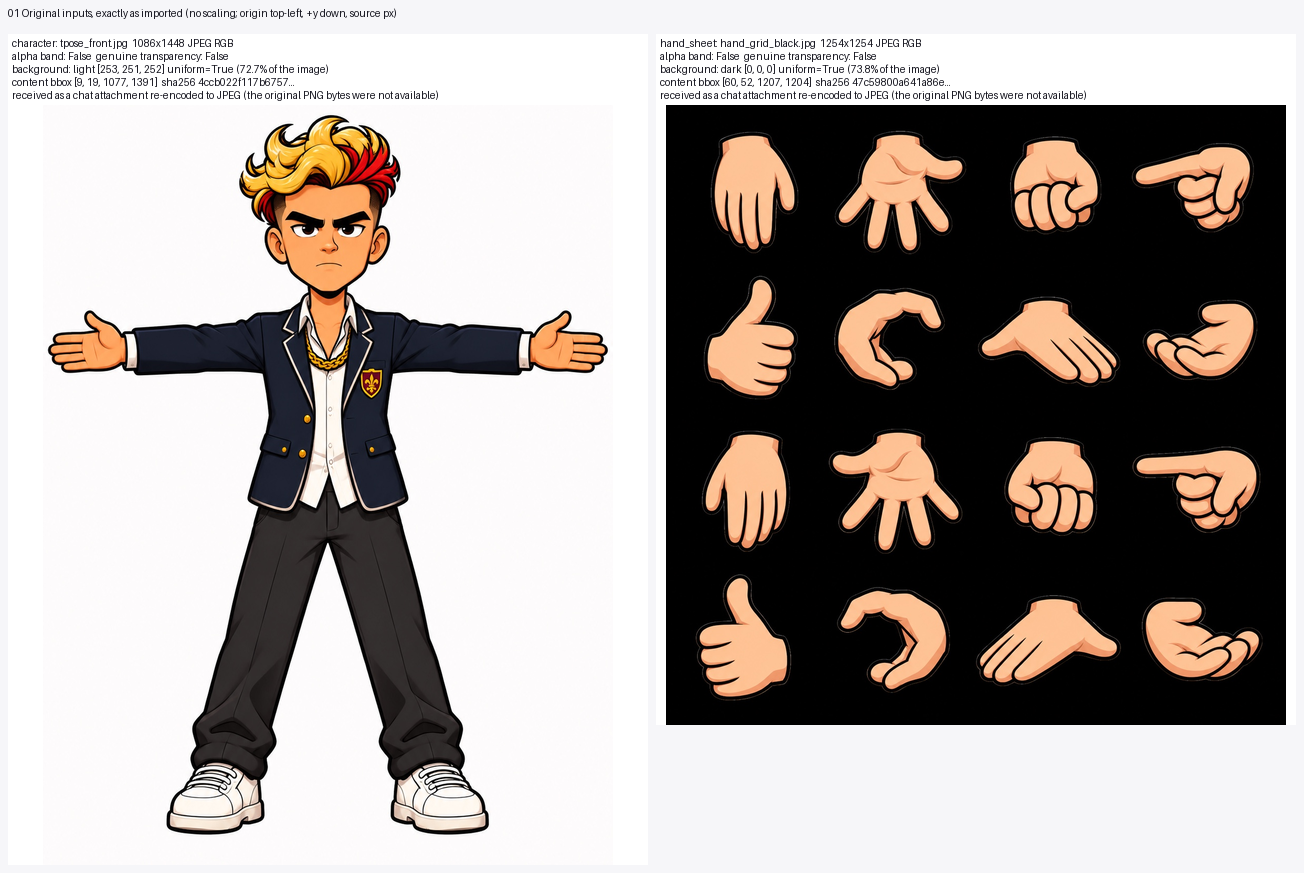 01 Original inputs, exactly as imported (no scaling; origin top-left, +y down, source px)
character: tpose_front.jpg 1086x1448 JPEG RGB
alpha band: False genuine transparency: False
background: light [253, 251, 252] uniform=True (72.7% of the image)
content bbox [9, 19, 1077, 1391] sha256 4ccb022f117b6757...
received as a chat attachment re-encoded to JPEG (the original PNG bytes were not available)
hand_sheet: hand_grid_black.jpg 1254x1254 JPEG RGB
alpha band: False genuine transparency: False
background: dark [0, 0, 0] uniform=True (73.8% of the image)
content bbox [60, 52, 1207, 1204] sha256 47c59800a641a86e...
received as a chat attachment re-encoded to JPEG (the original PNG bytes were not available)